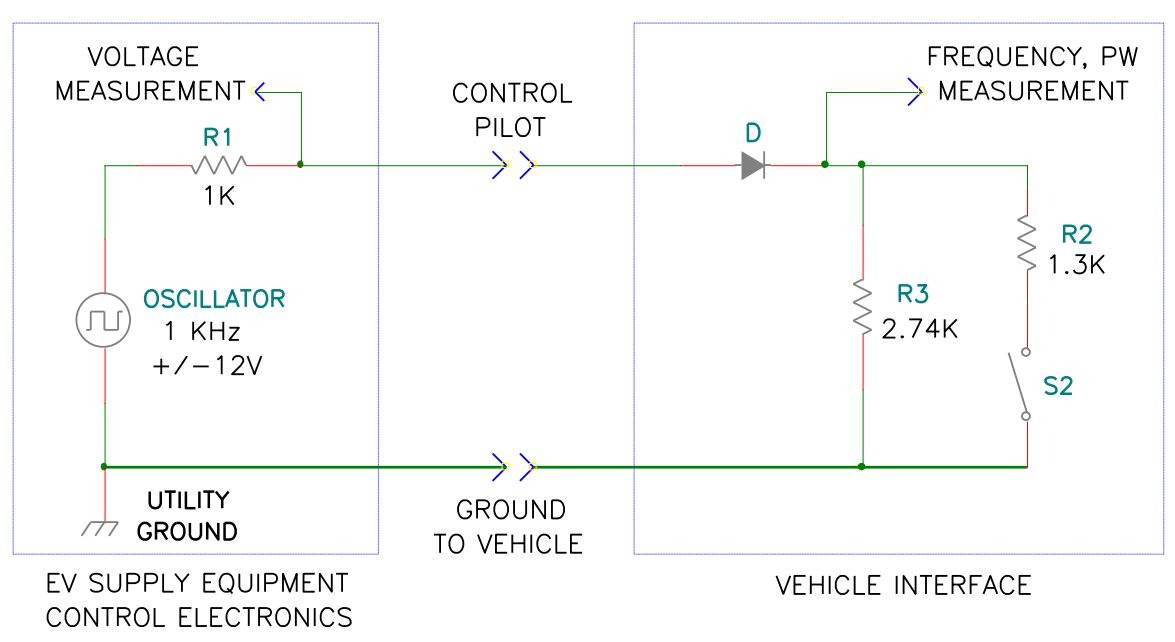 VOLTAGE
MEASUREMENT
R1
1K
OSCILLATOR
1 KHz
+/−12V
UTILITY
GROUND
EV SUPPLY EQUIPMENT
CONTROL ELECTRONICS
CONTROL
PILOT
GROUND
TO VEHICLE
FREQUENCY, PW
MEASUREMENT
D
R2
1.3K
R3
2.74K
S2
VEHICLE INTERFACE